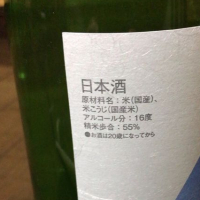 日本酒
原材料名：米(国産)、
米こうじ(国産米)
アルコール分：16度
精米歩合：55%
●お酒は20歳になってから